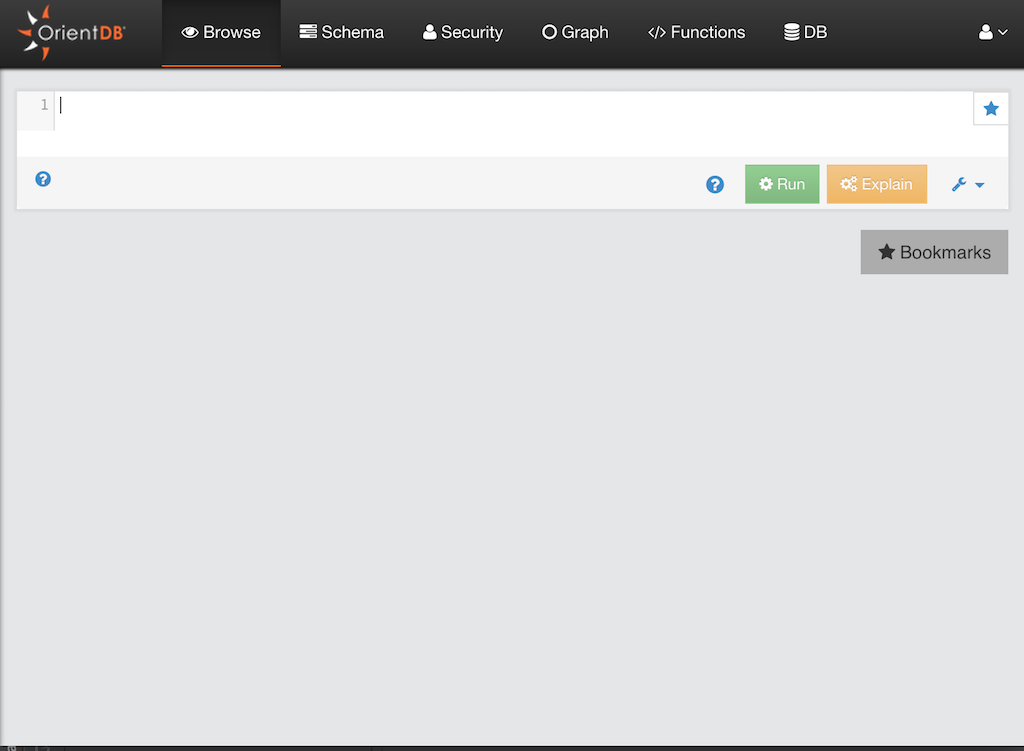 OrientDB Browse Schema Security Graph Functions DB
1
Run Explain
Bookmarks